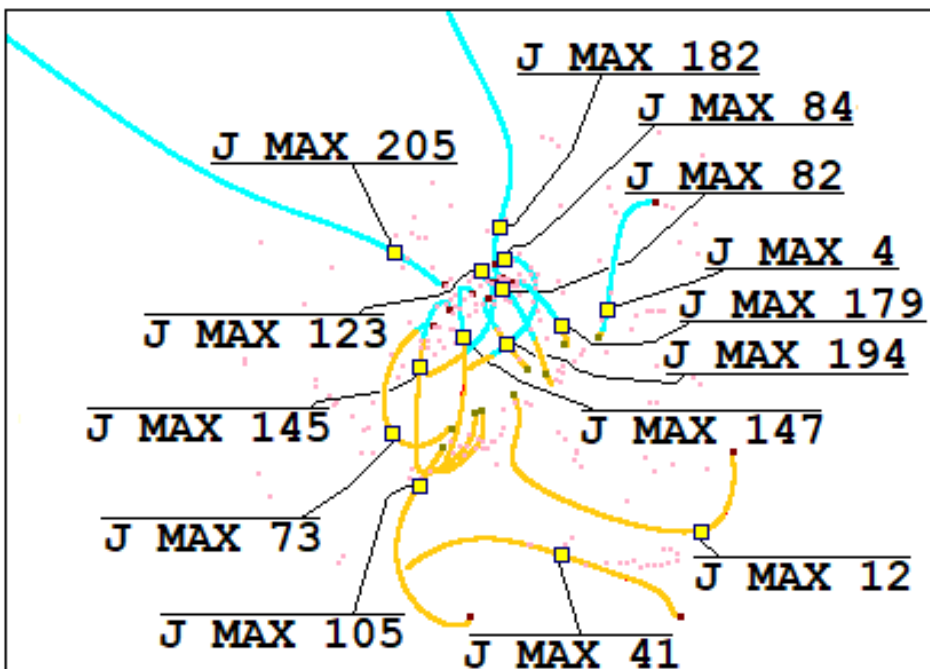 J MAX 182
J MAX 84
J MAX 205
J MAX 82
J MAX 4
J MAX 179
J MAX 123
J MAX 194
J MAX 145
J MAX 147
J MAX 73
J MAX 12
J MAX 105
J MAX 41